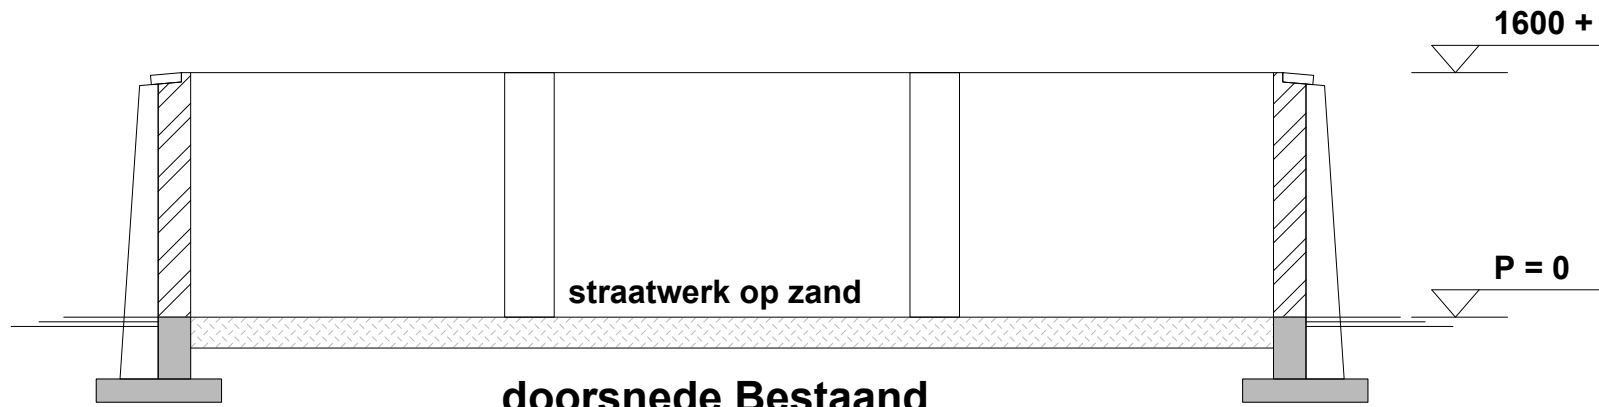 1600 +
P = 0
straatwerk op zand
doorsnede Bestaand